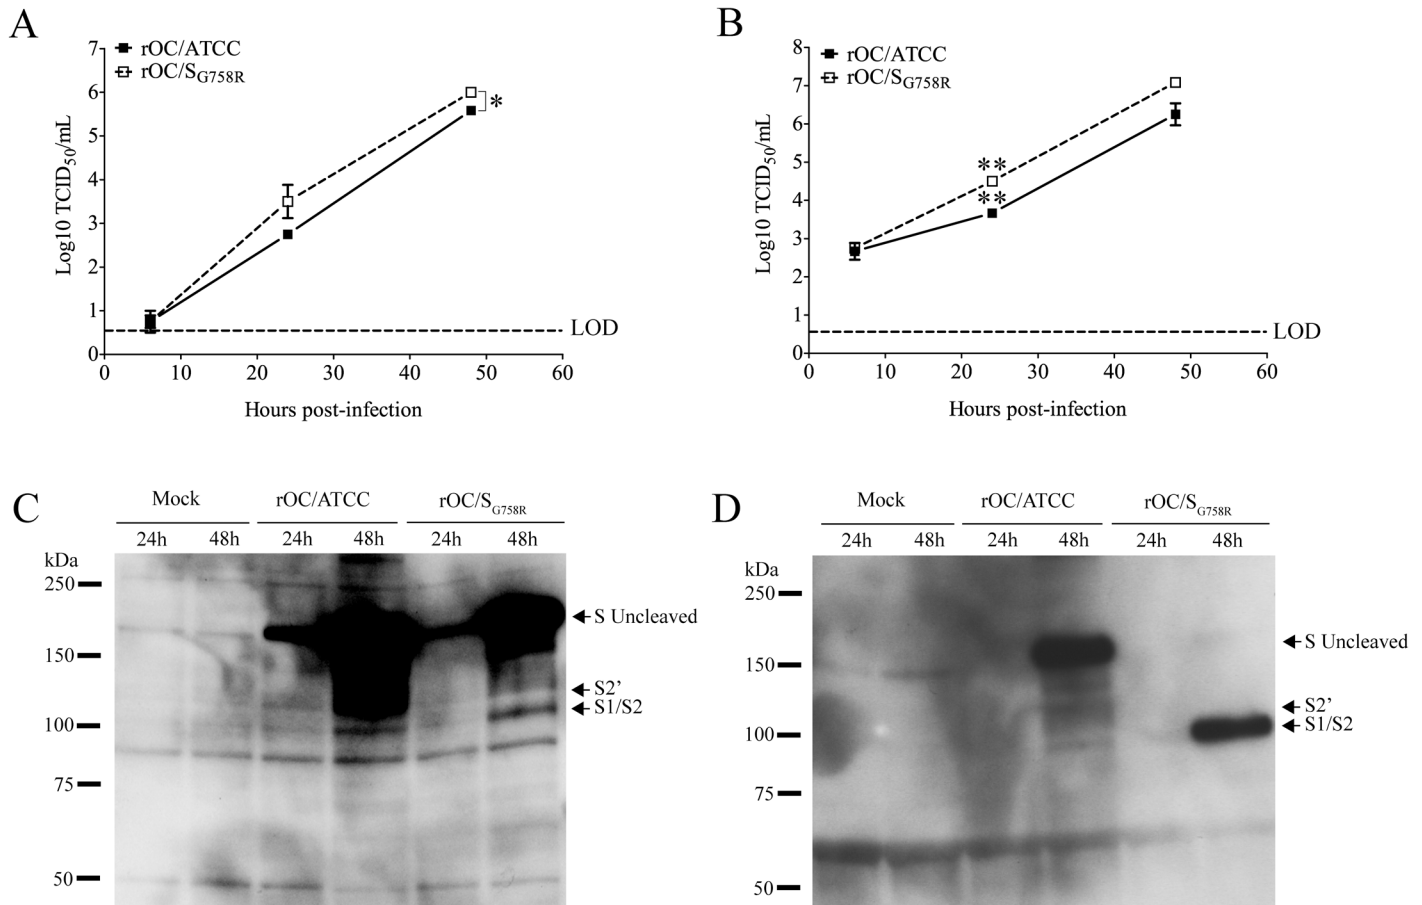 A
7
6
5
4
3
2
1
0
Log10 TCID50/mL
rOC/ATCC
rOC/SG758R
*
LOD
0 10 20 30 40 50 60
Hours post-infection
B
8
7
6
5
4
3
2
1
0
Log10 TCID50/mL
rOC/ATCC
rOC/SG758R
**
**
LOD
0 10 20 30 40 50 60
Hours post-infection
C
Mock rOC/ATCC rOC/SG758R
24h 48h 24h 48h 24h 48h
kDa
250
150
100
75
50
S Uncleaved
S2’
S1/S2
D
Mock rOC/ATCC rOC/SG758R
24h 48h 24h 48h 24h 48h
kDa
250
150
100
75
50
S Uncleaved
S2’
S1/S2